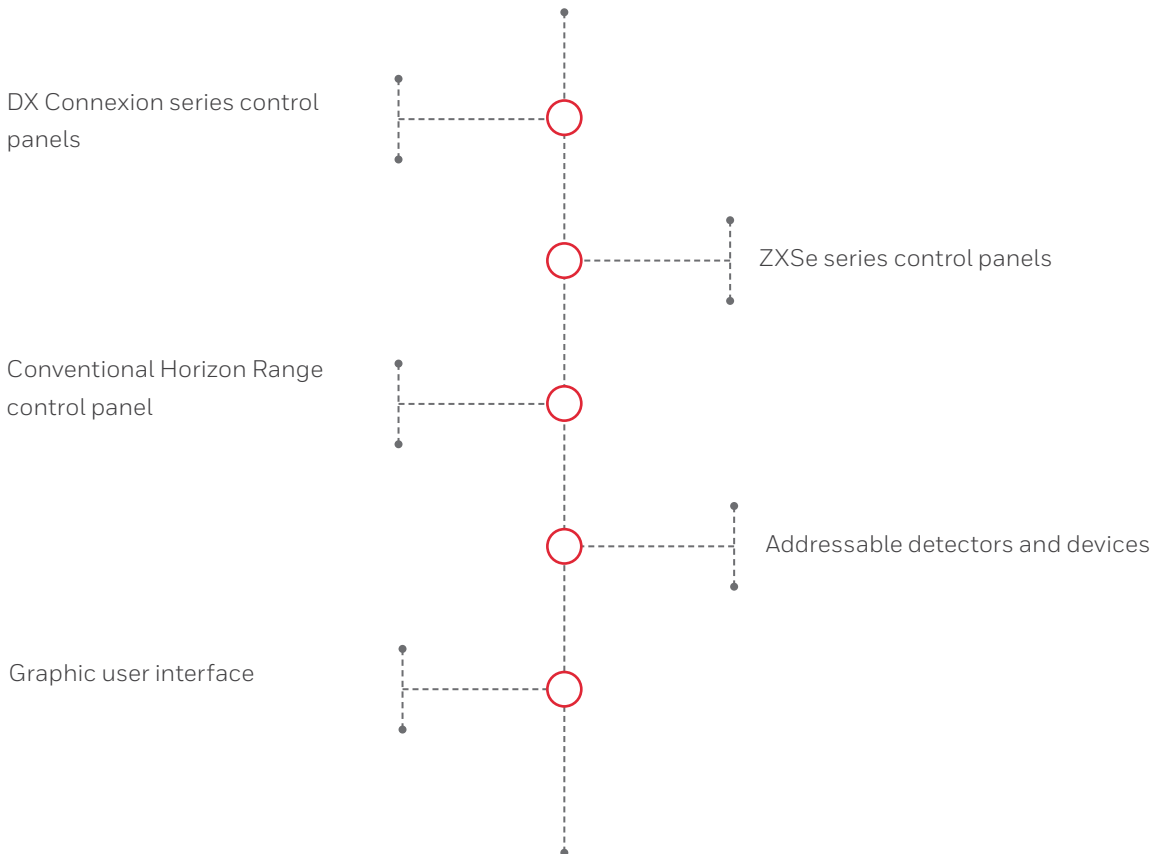 DX Connexion series control
panels
ZXSe series control panels
Conventional Horizon Range
control panel
Addressable detectors and devices
Graphic user interface